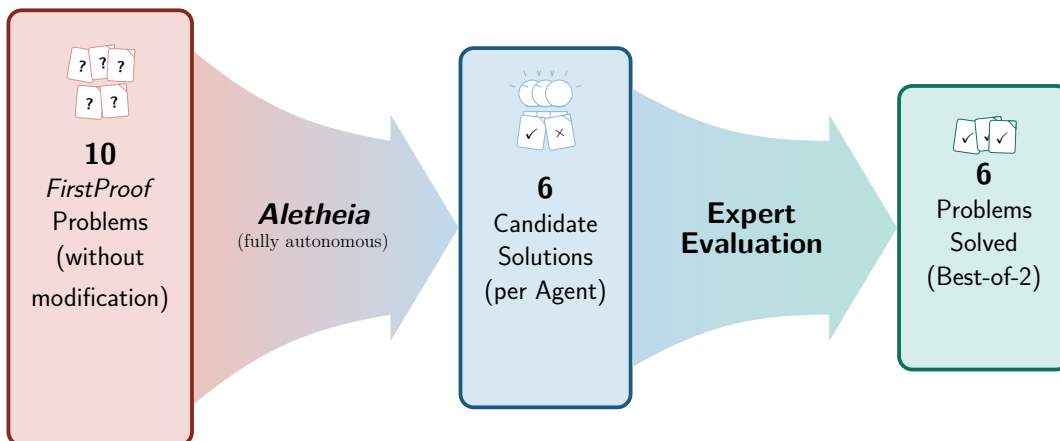 ? ? ?
? ?
10
FirstProof
Problems
(without
modification)
Aletheia
(fully autonomous)
✓ ×
6
Candidate
Solutions
(per Agent)
Expert
Evaluation
✓ ✓ ✓
6
Problems
Solved
(Best-of-2)